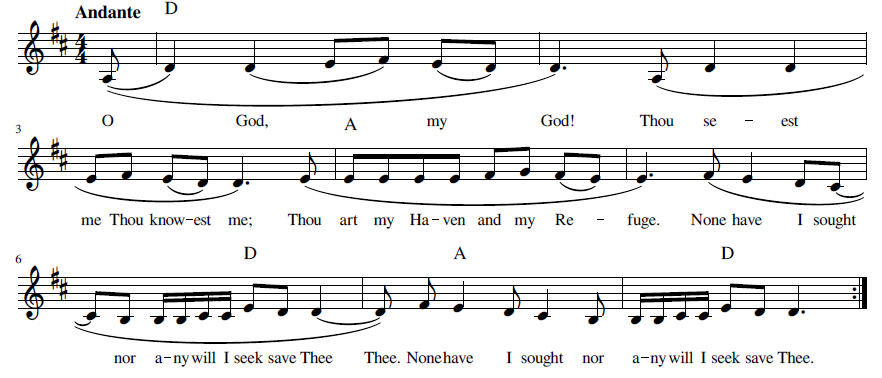 Andante D
O God, my God! Thou se – est
3 A
me Thou know–est me; Thou art my Ha–ven and my Re – fuge. None have I sought
6 D A D
nor a–ny will I seek save Thee Thee. None have I sought nor a–ny will I seek save Thee.